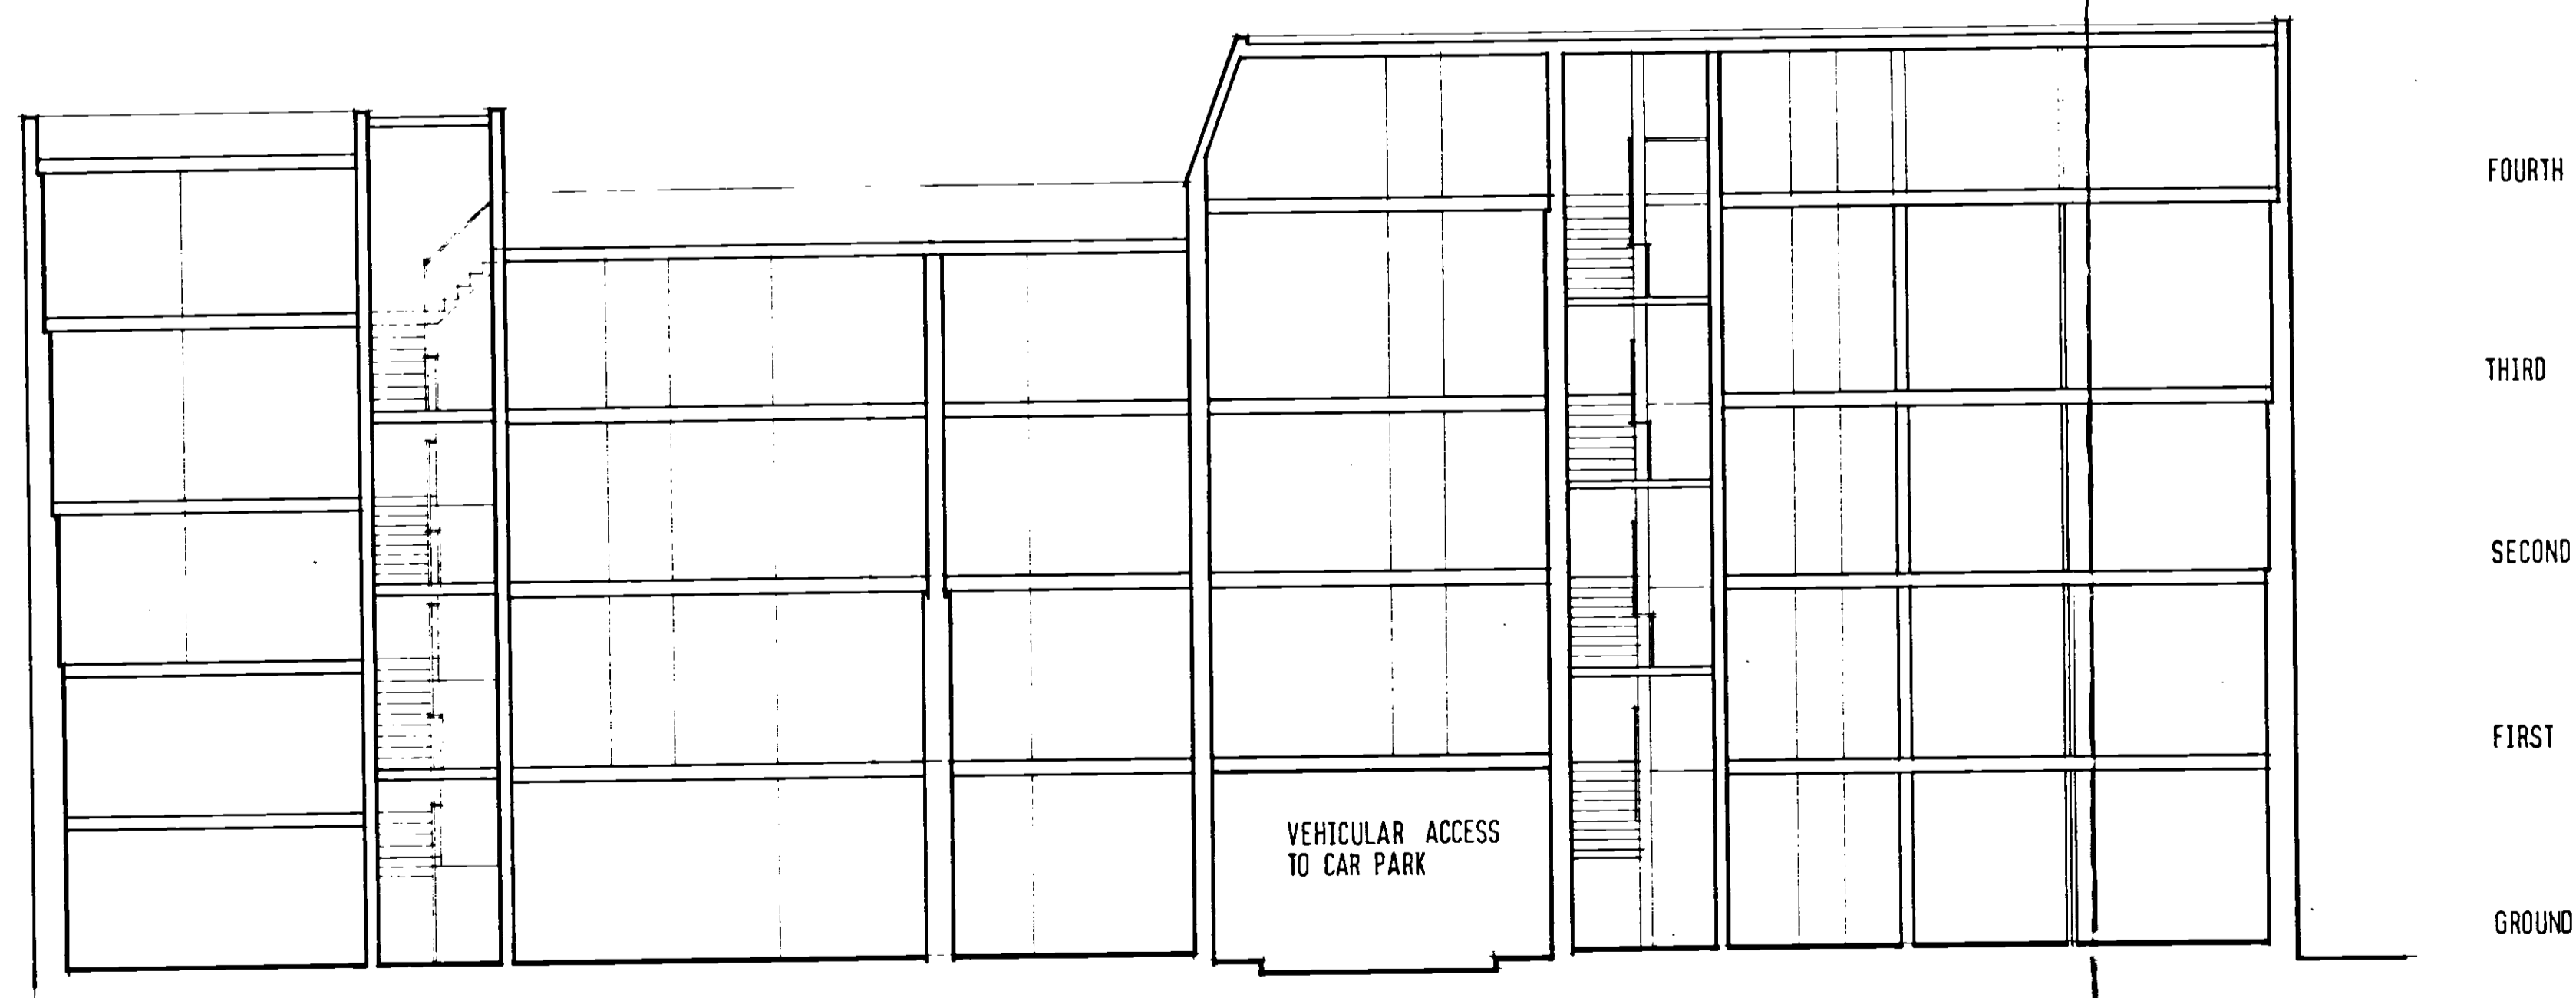 FOURTH
THIRD
SECOND
FIRST
VEHICULAR ACCESS
TO CAR PARK
GROUND